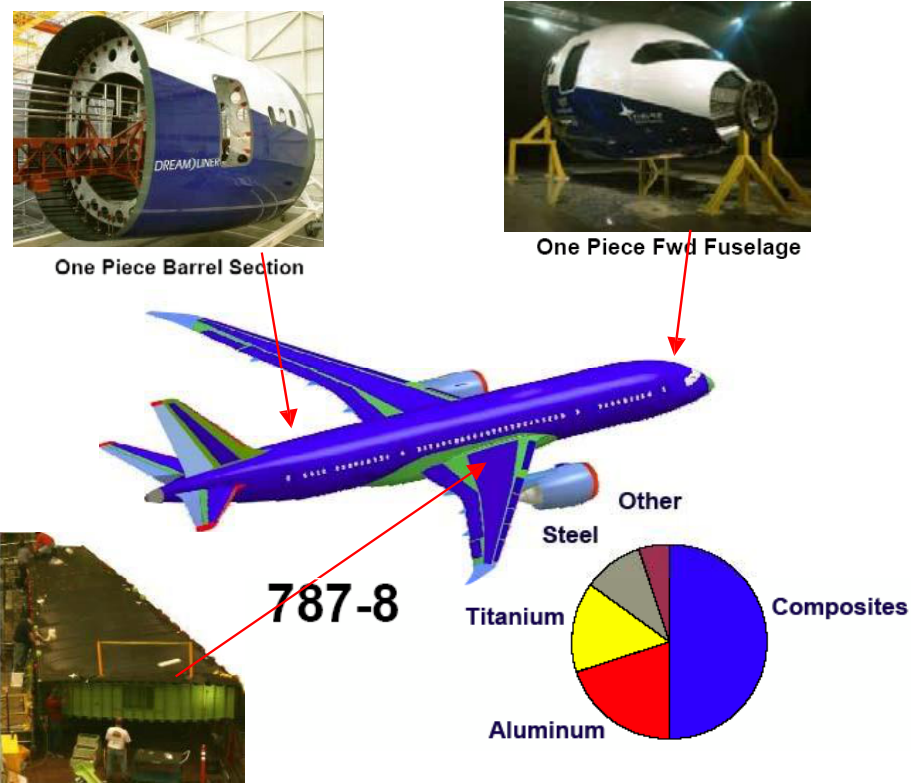 DREAMLINER
One Piece Barrel Section
One Piece Fwd Fuselage
787-8
Other
Steel
Titanium
Composites
Aluminum